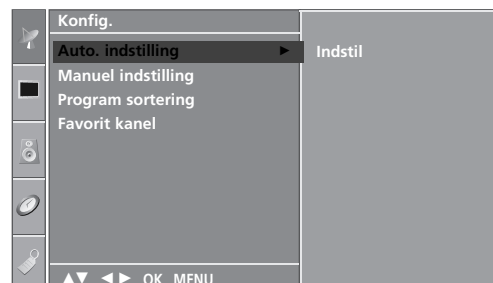 Konfig.
Auto. indstilling ► Indstil
Manuel indstilling
Program sortering
Favorit kanel
▲▼ ◄► OK MENU